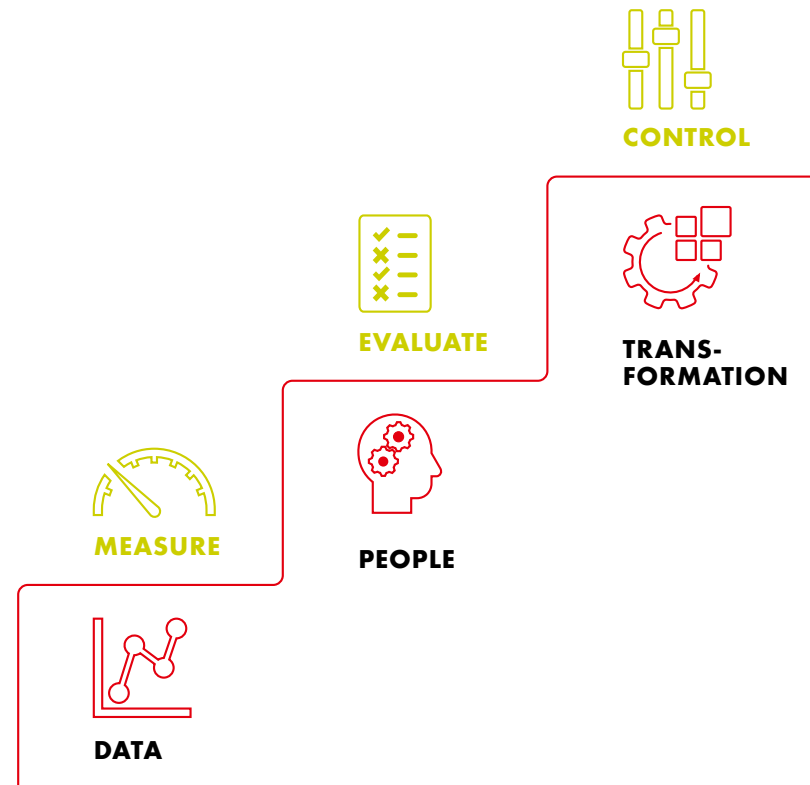 CONTROL
EVALUATE
TRANS-
FORMATION
MEASURE
PEOPLE
DATA